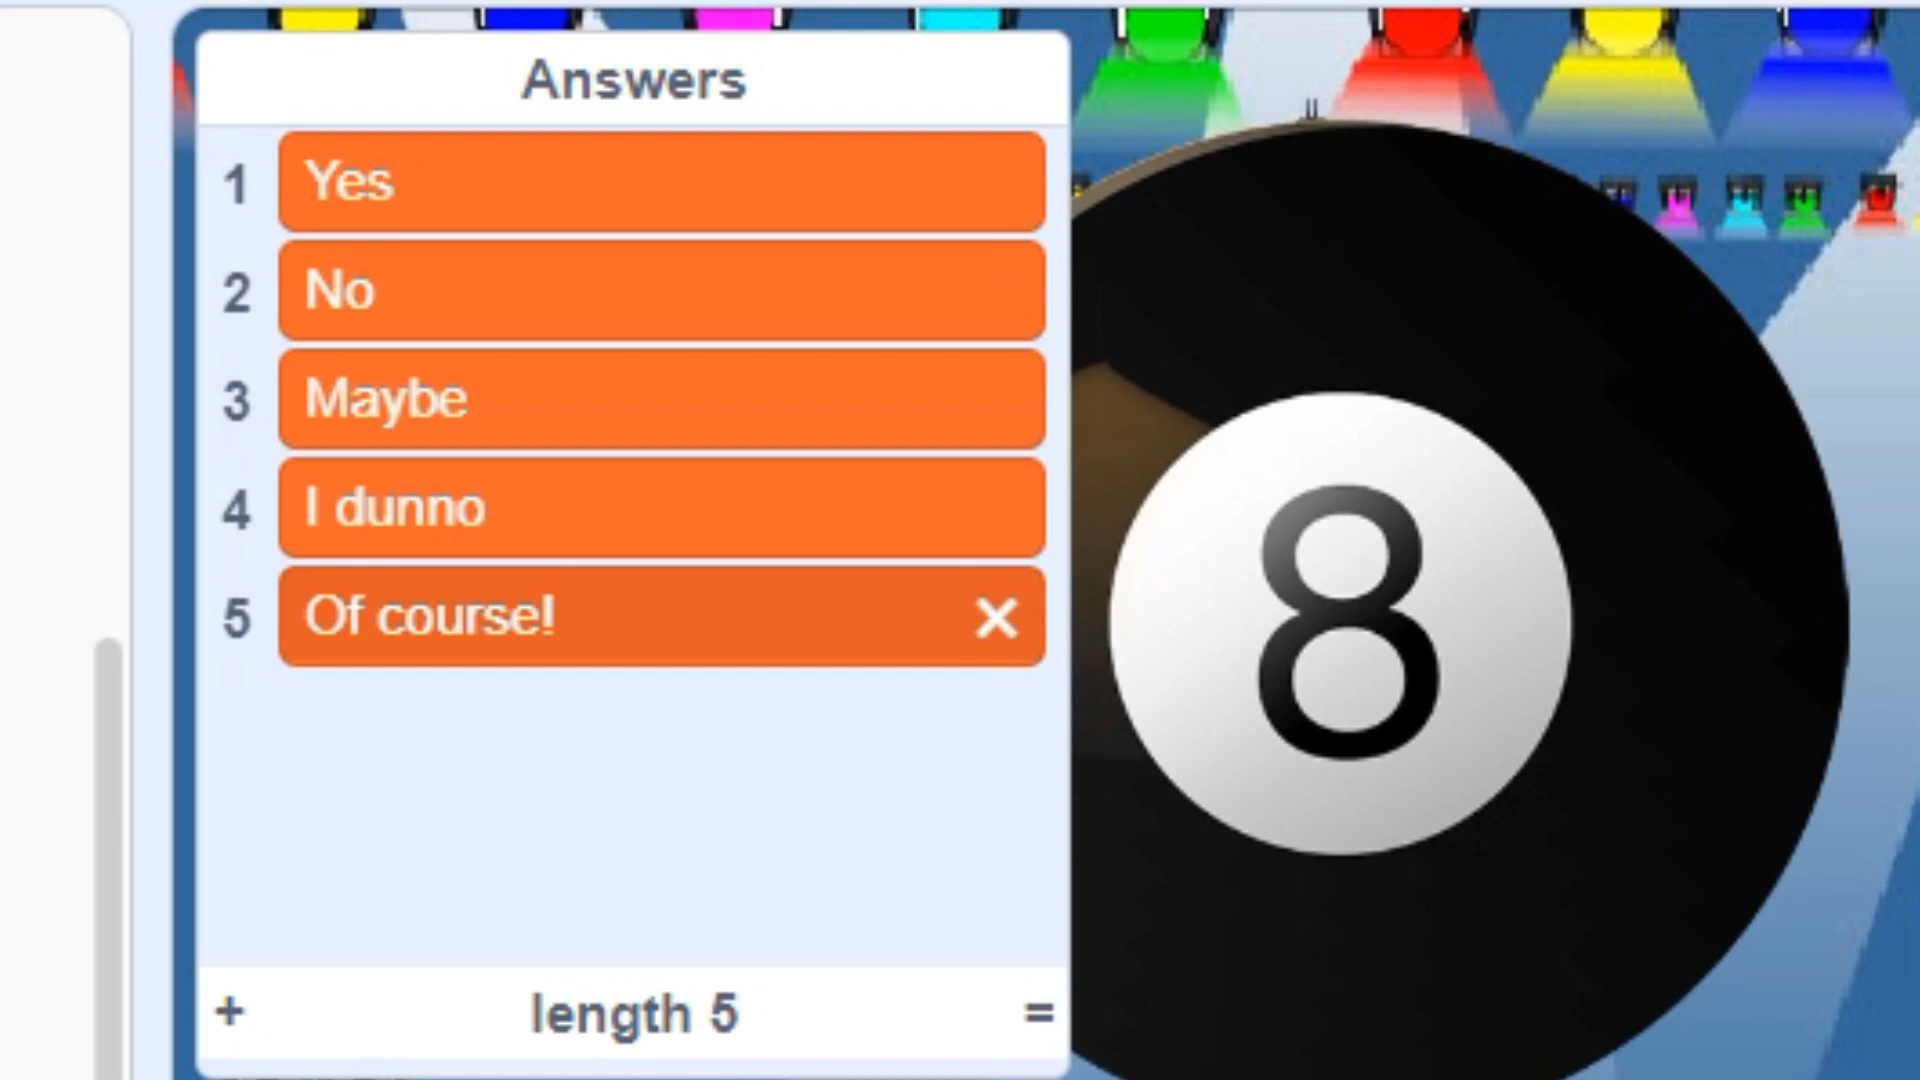 Answers
1 Yes
2 No
3 Maybe
4 I dunno
5 Of course!
+ length 5 =
8